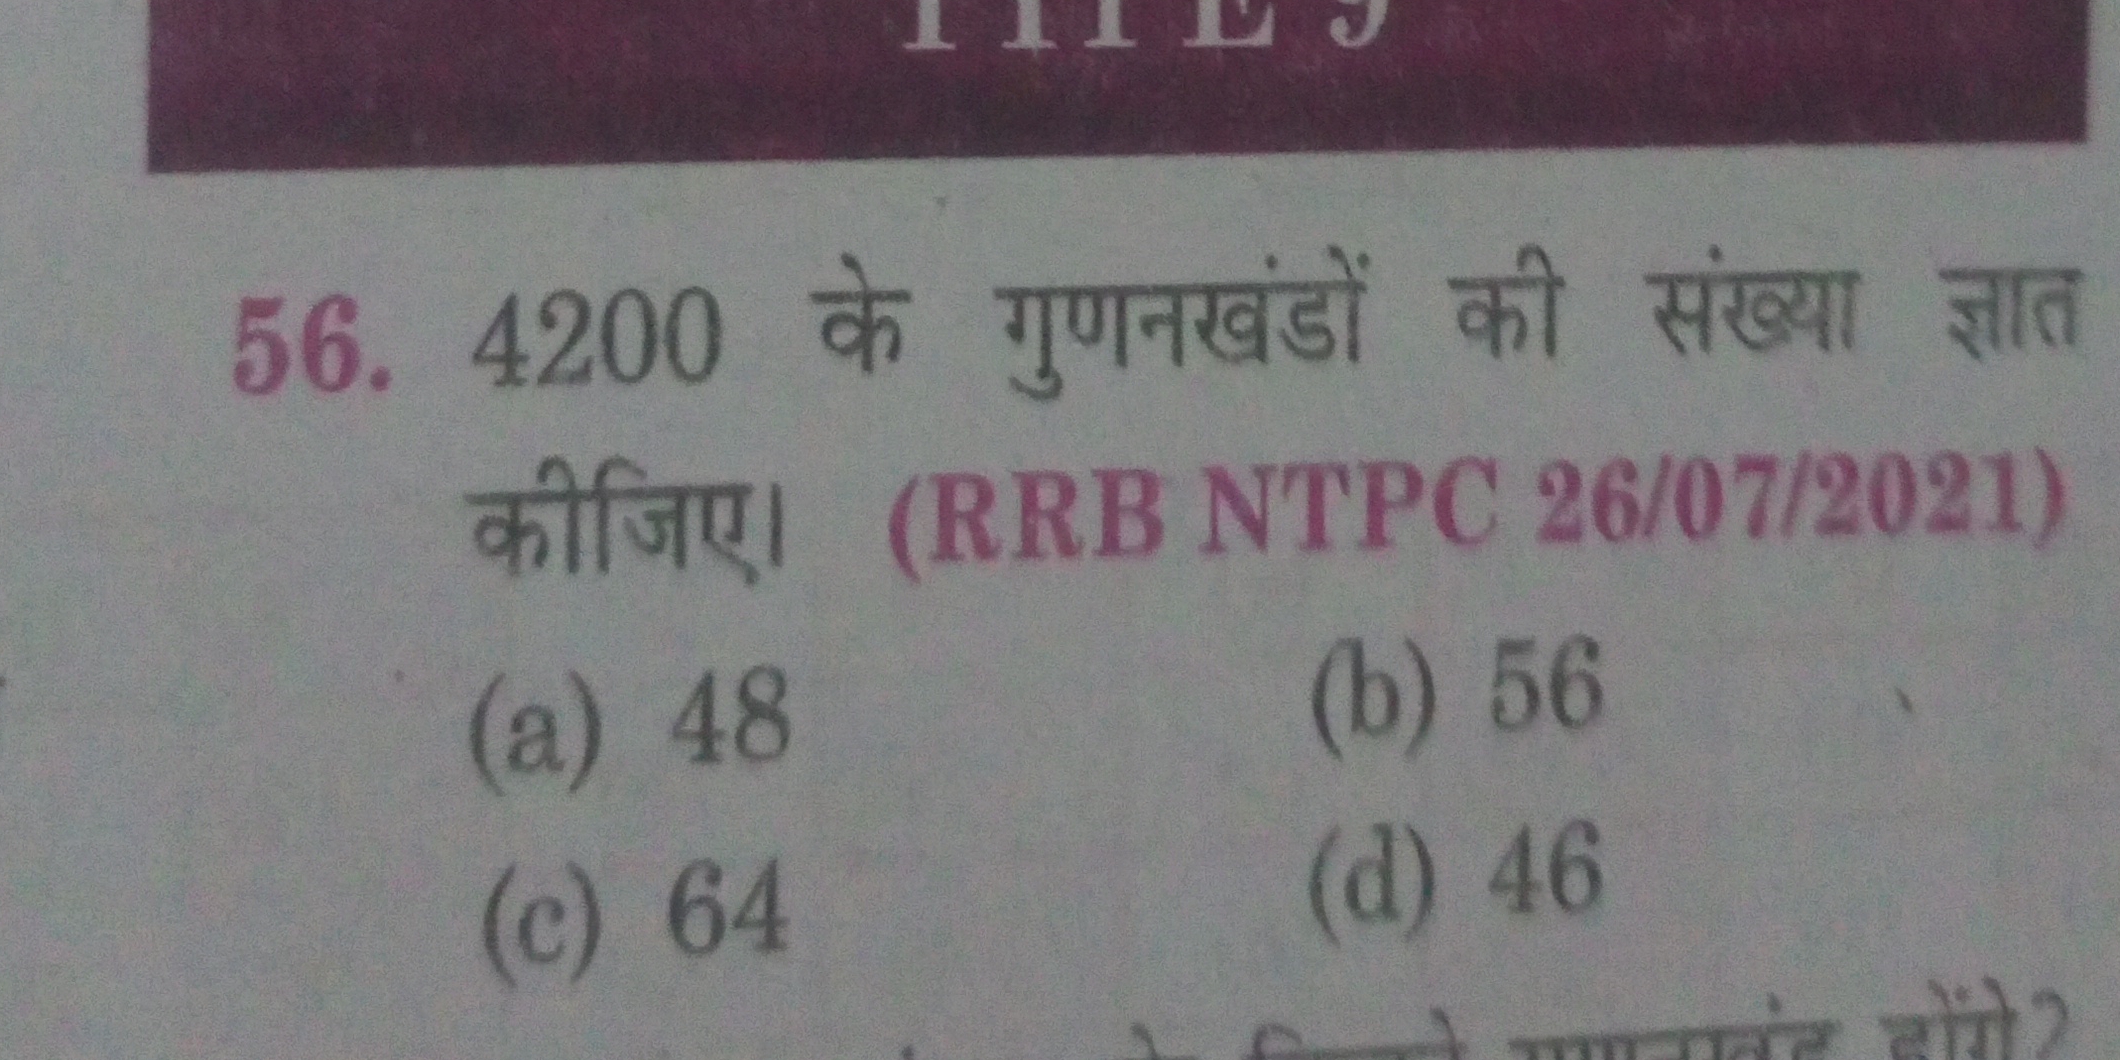 56. 4200 के गुणनखंडों की संख्या ज्ञात
कीजिए। (RRB NTPC 26/07/2021)
(a) 48 (b) 56
(c) 64 (d) 46
होंगे?